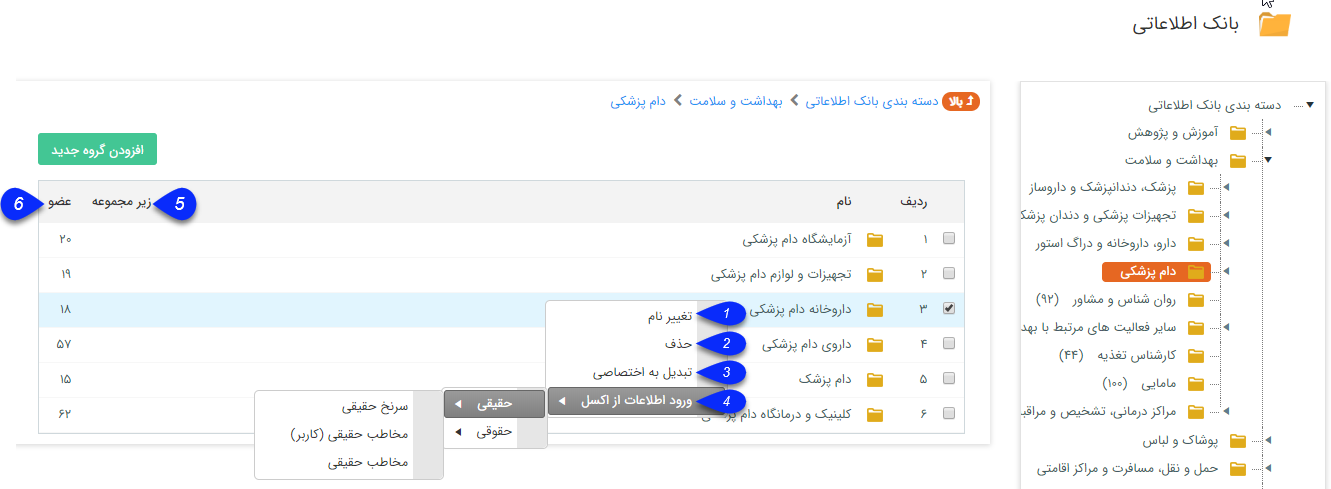 بانک اطلاعاتی
دسته بندی بانک اطلاعاتی
آموزش و پژوهش
بهداشت و سلامت
پزشک، دندانپزشک و داروساز
تجهیزات پزشکی و دندان پزشک
دارو، داروخانه و دراگ استور
دام پزشکی
روان شناس و مشاور (۹۲)
سایر فعالیت های مرتبط با بهد
کارشناس تغذیه (۴۴)
مامایی (۱۰۰)
مراکز درمانی، تشخیص و مراقب
پوشاک و لباس
حمل و نقل، مسافرت و مراکز اقامتی
بالا دسته بندی بانک اطلاعاتی بهداشت و سلامت دام پزشکی
افزودن گروه جدید
ردیف نام زیر مجموعه 5 عضو 6
۱ آزمایشگاه دام پزشکی ۲۰
۲ تجهیزات و لوازم دام پزشکی ۱۹
۳ داروخانه دام پزشکی ۱۸
۴ داروی دام پزشکی ۵۷
۵ دام پزشک ۱۵
۶ کلینیک و درمانگاه دام پزشکی ۶۲
1 تغییر نام
2 حذف
3 تبدیل به اختصاصی
4 ورود اطلاعات از اکسل
حقیقی
حقوقی
سرنخ حقیقی
مخاطب حقیقی (کاربر)
مخاطب حقیقی